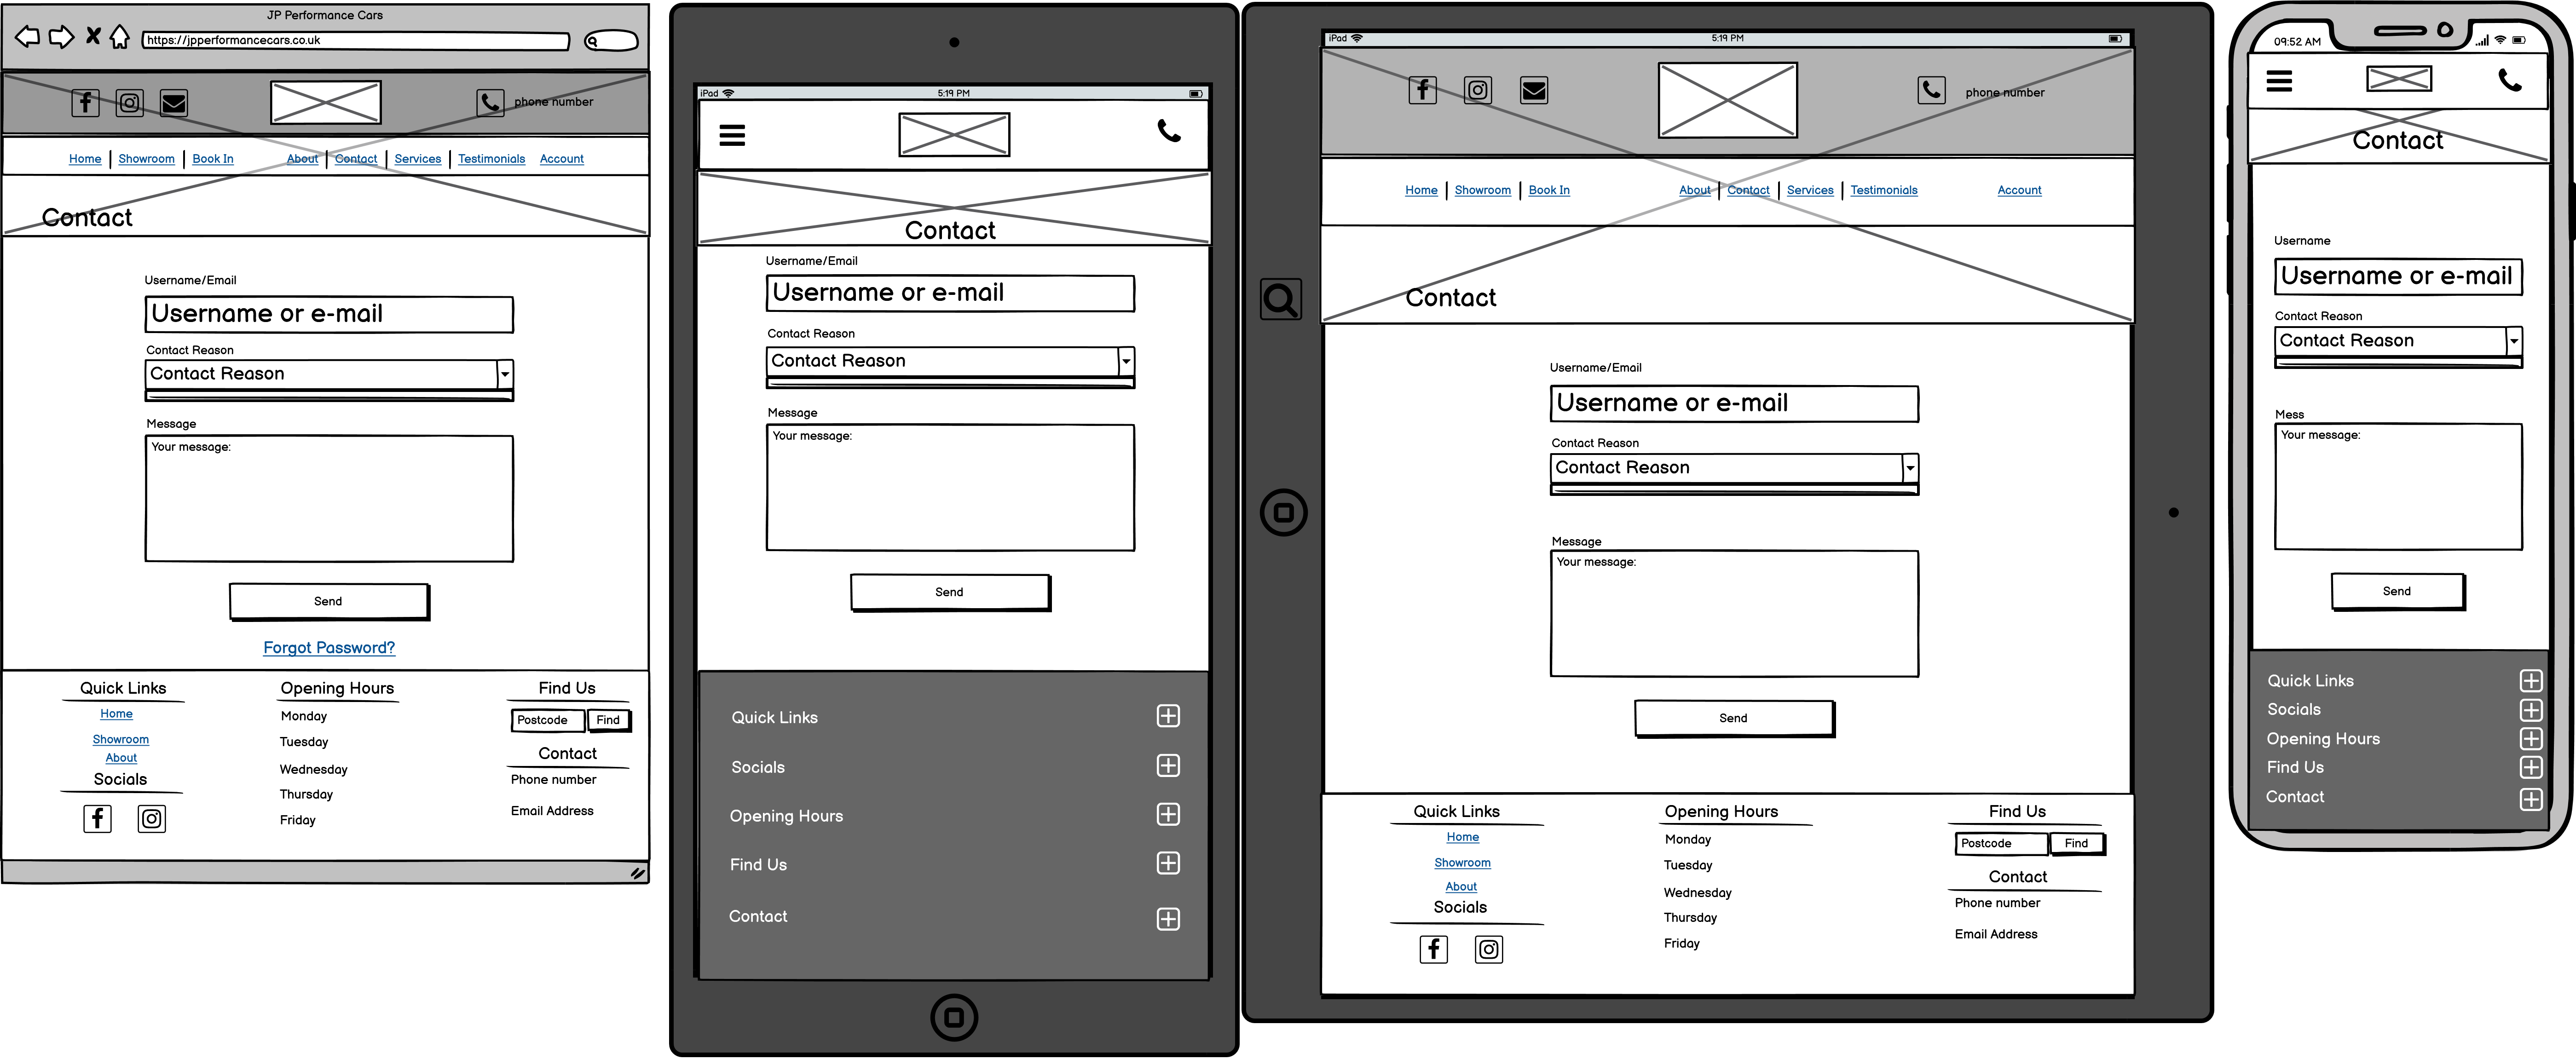 JP Performance Cars
https://jpperformancecars.co.uk
phone number
Home Showroom Book In About Contact Services Testimonials Account
Contact
Username/Email
Username or e-mail
Contact Reason
Contact Reason
Message
Your message:
Send
Forgot Password?
Quick Links Opening Hours Find Us
Home Monday Postcode Find
Showroom Tuesday
About Wednesday Contact
Socials Thursday Phone number
Friday Email Address
iPad 5:19 PM
Contact
Username/Email
Username or e-mail
Contact Reason
Contact Reason
Message
Your message:
Send
Quick Links
Socials
Opening Hours
Find Us
Contact
iPad 5:19 PM
phone number
Home Showroom Book In About Contact Services Testimonials Account
Contact
Username/Email
Username or e-mail
Contact Reason
Contact Reason
Message
Your message:
Send
Quick Links Opening Hours Find Us
Home Monday Postcode Find
Showroom Tuesday
About Wednesday Contact
Socials Thursday Phone number
Friday Email Address
09:52 AM
Contact
Username
Username or e-mail
Contact Reason
Contact Reason
Mess
Your message:
Send
Quick Links
Socials
Opening Hours
Find Us
Contact